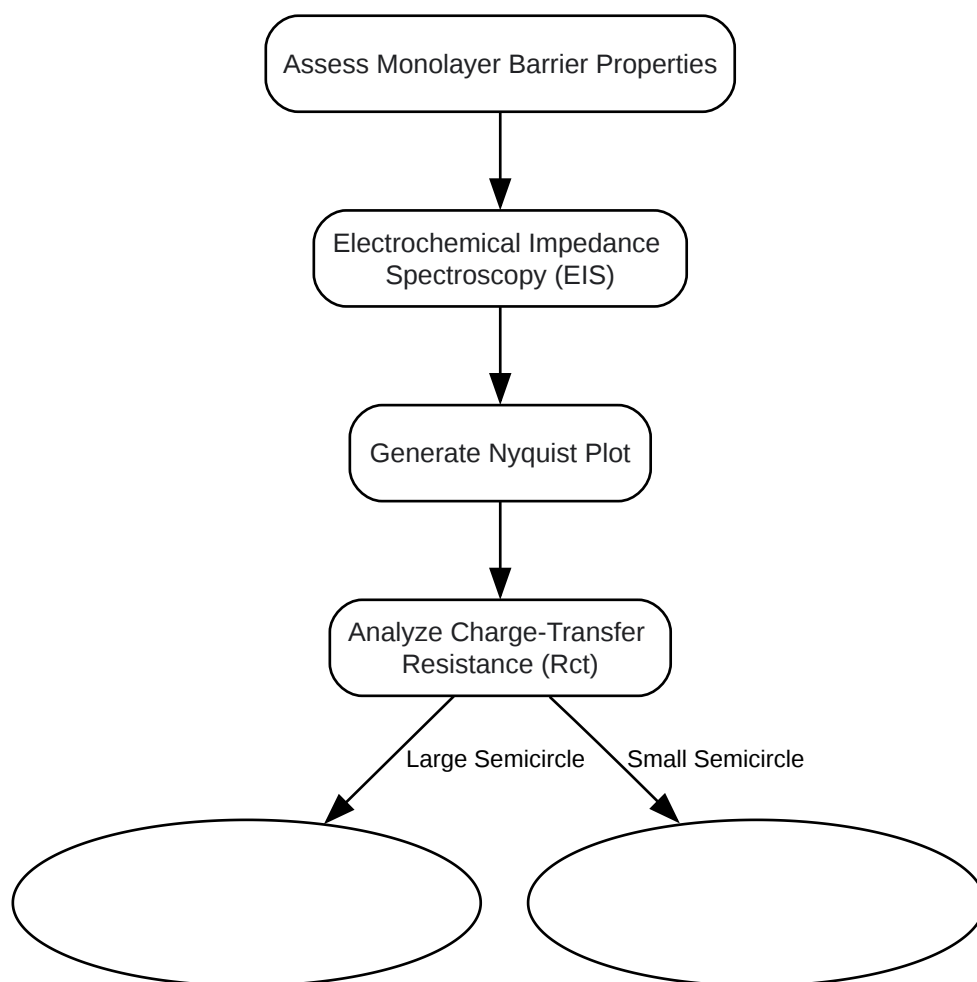 Assess Monolayer Barrier Properties
Electrochemical Impedance
Spectroscopy (EIS)
Generate Nyquist Plot
Analyze Charge-Transfer
Resistance (Rct)
Large Semicircle
Small Semicircle